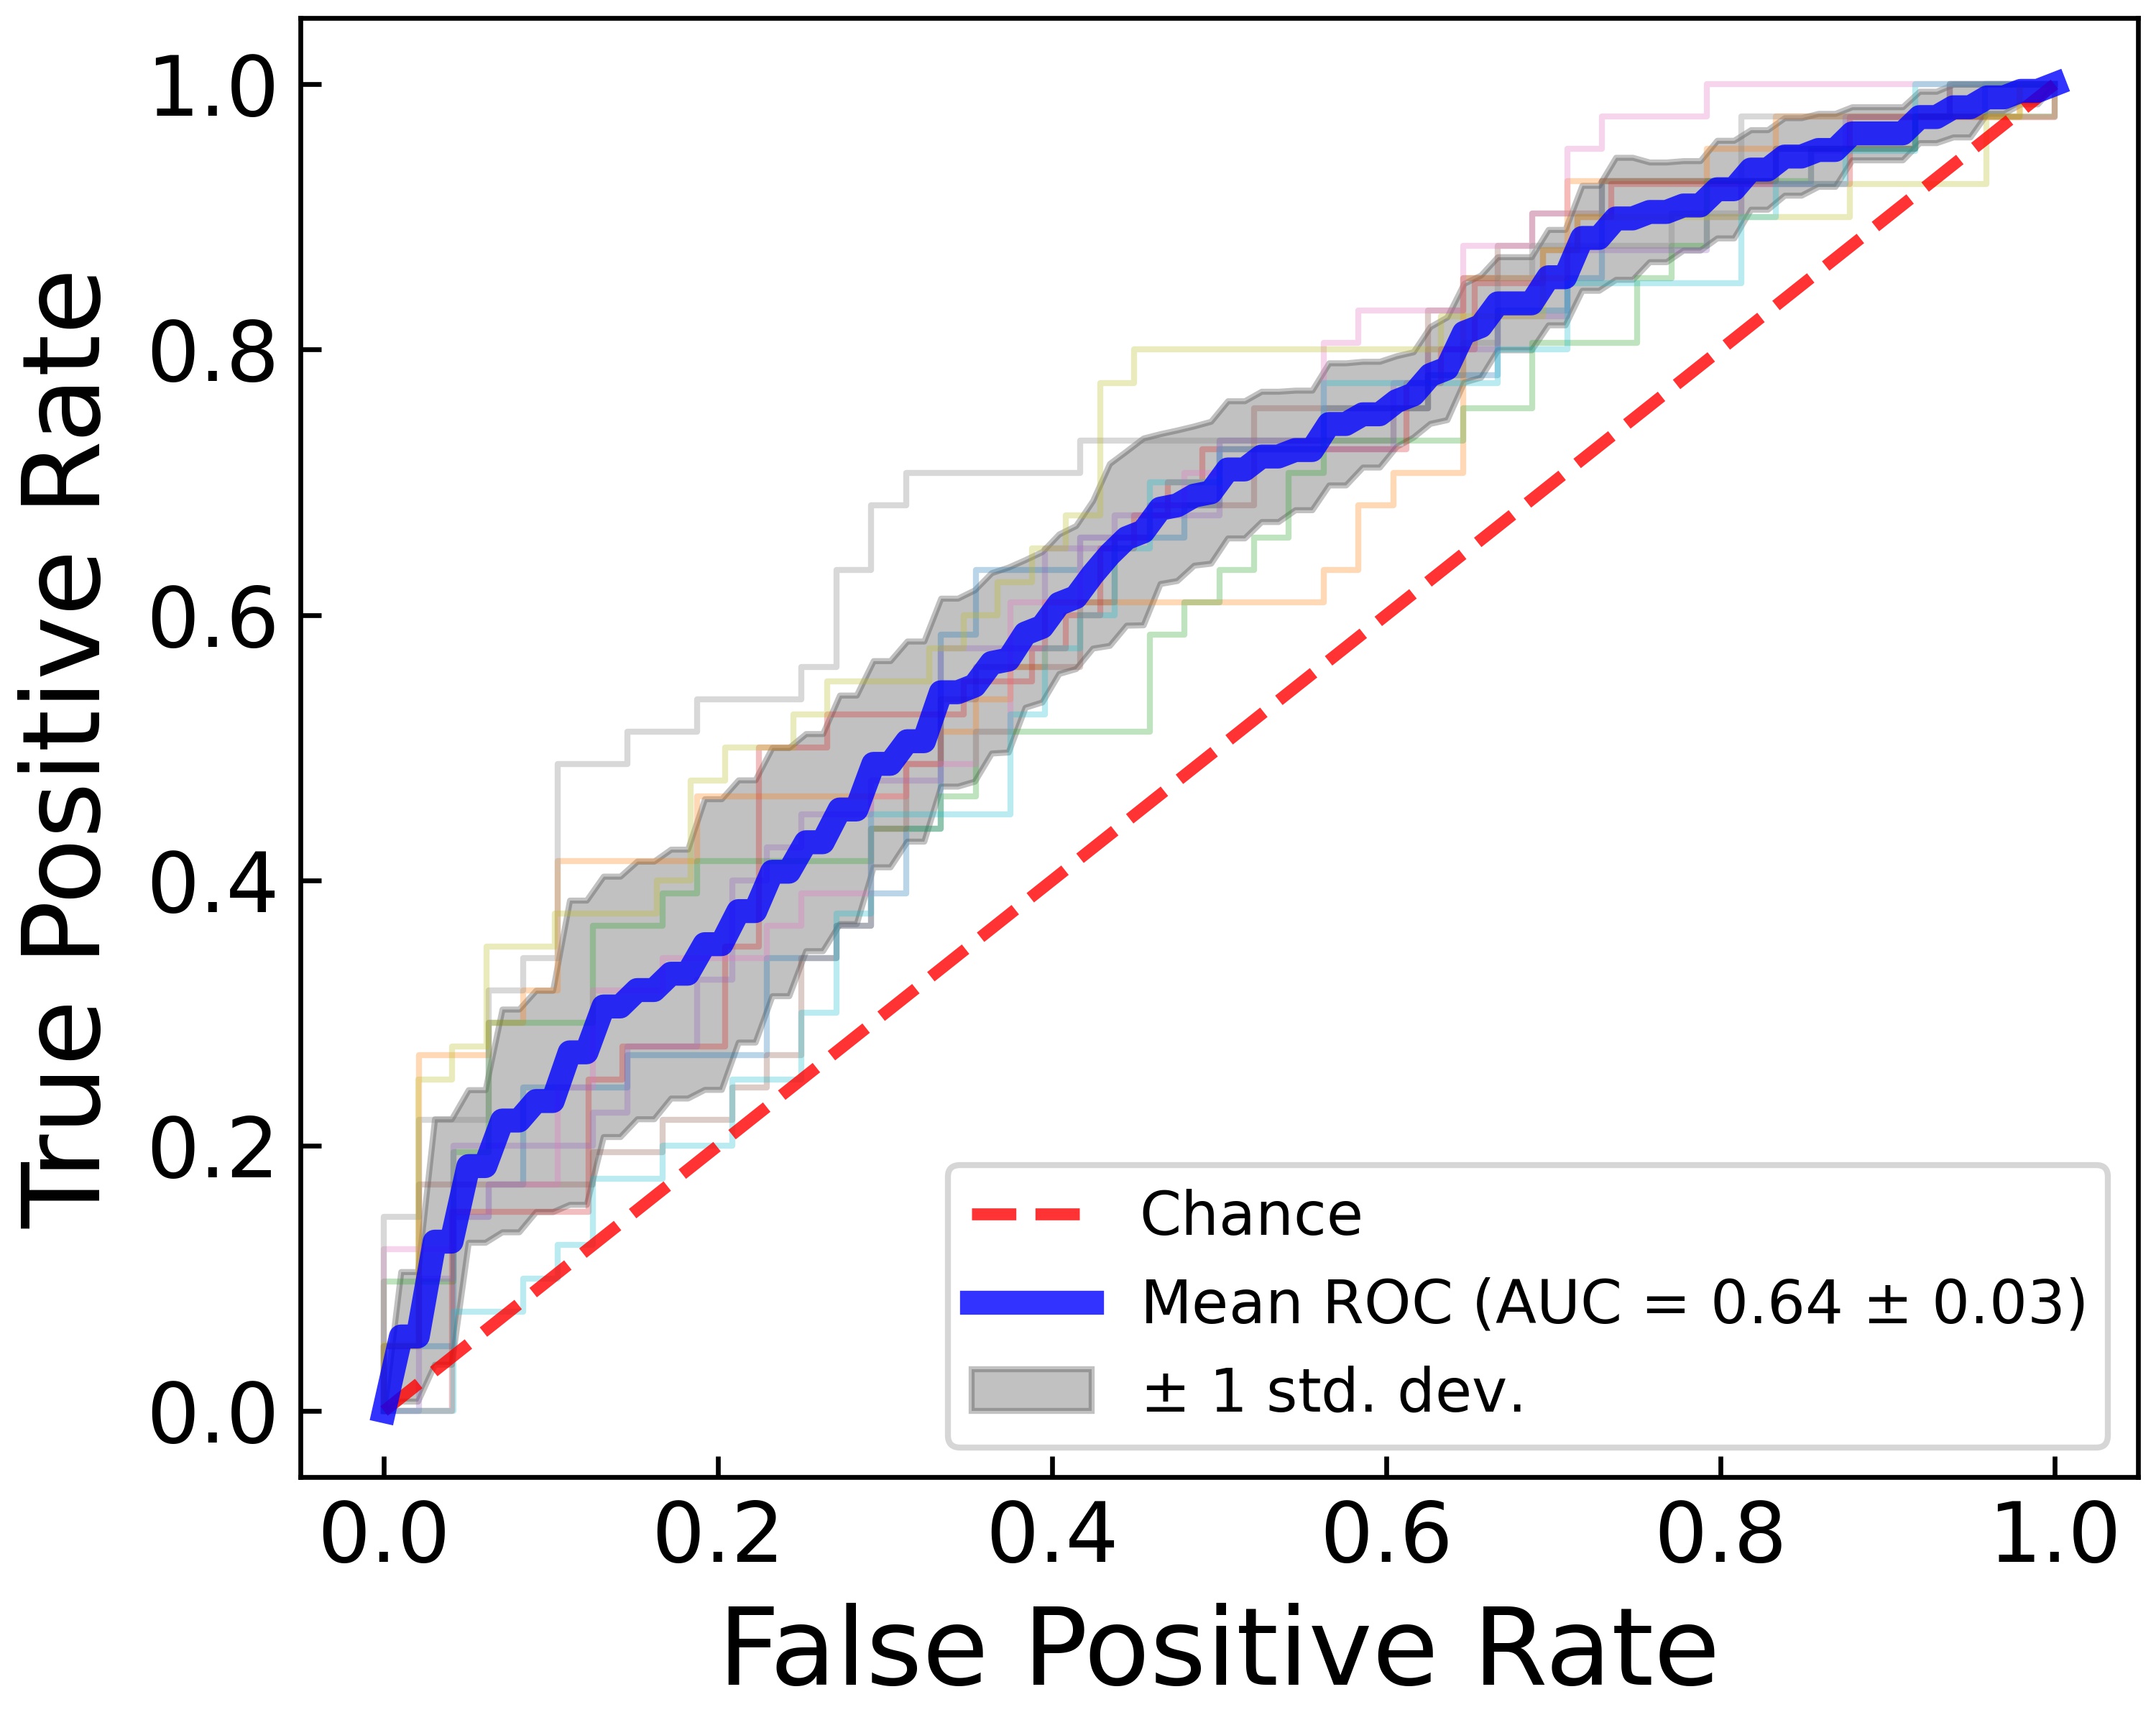 True Positive Rate
1.0
0.8
0.6
0.4
0.2
0.0
Chance
Mean ROC (AUC = 0.64 ± 0.03)
± 1 std. dev.
0.0 0.2 0.4 0.6 0.8 1.0
False Positive Rate